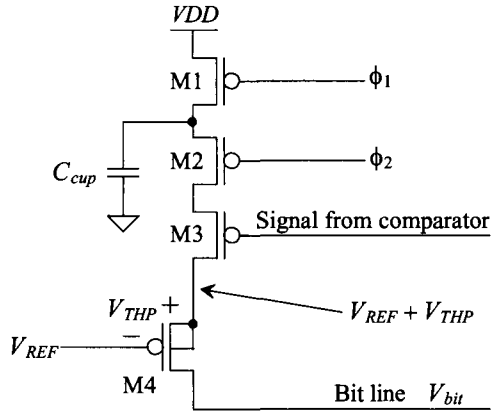 VDD
M1
ϕ₁
M2
ϕ₂
C_cup
Signal from comparator
M3
V_THP +
V_REF + V_THP
V_REF −
M4
Bit line V_bit